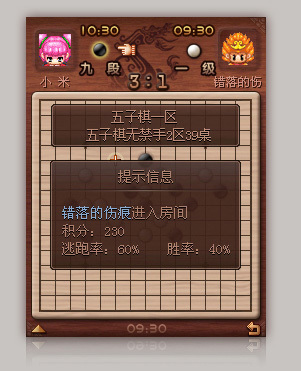 10:30 09:30
九 段 3:1 一 级
小 米 错落的伤
五子棋一区
五子棋无禁手2区39桌
提示信息
错落的伤痕进入房间
积分：230
逃跑率：60% 胜率：40%
09:30